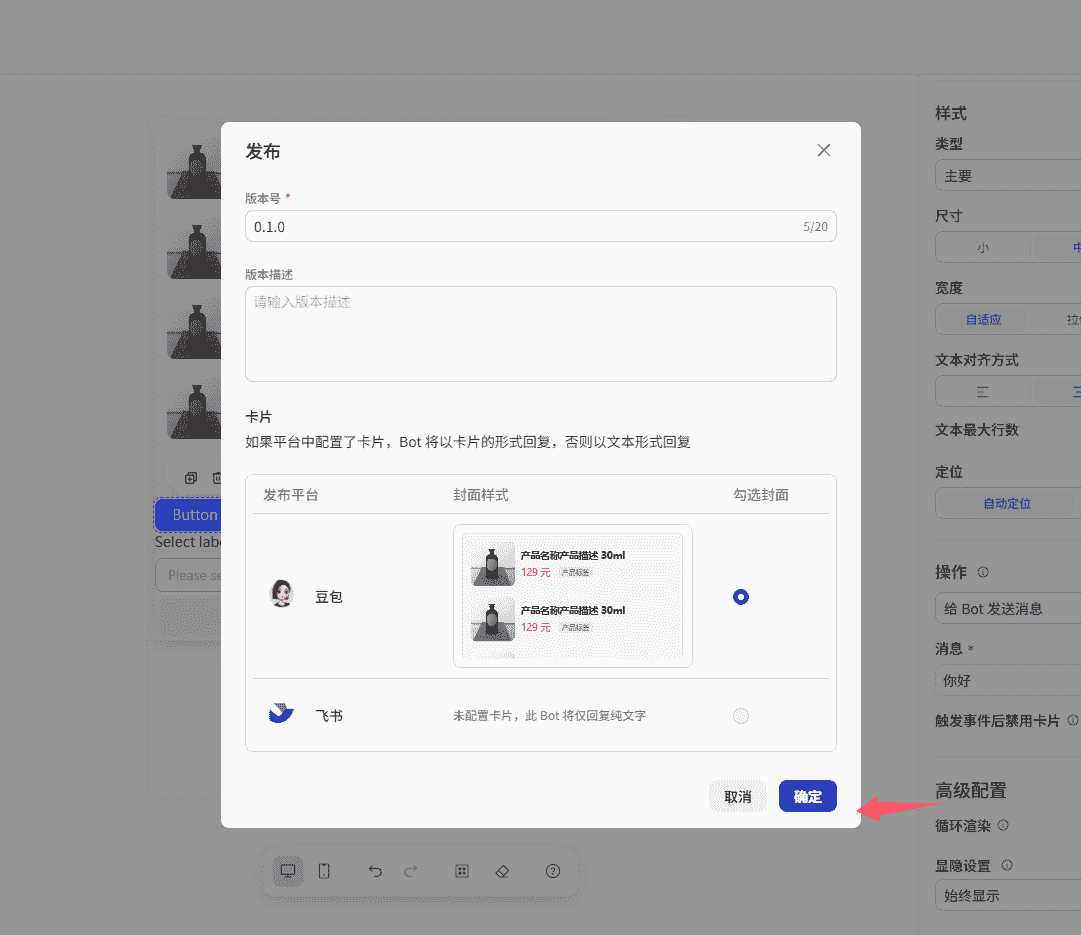 发布
版本号 *
0.1.0
5/20
版本描述
请输入版本描述
卡片
如果平台中配置了卡片，Bot 将以卡片的形式回复，否则以文本形式回复
发布平台 封面样式 勾选封面
产品名称产品描述 30ml
129 元 产品标签
产品名称产品描述 30ml
129 元 产品标签
豆包
飞书
未配置卡片，此 Bot 将仅回复纯文字
取消 确定
Button
Select labe
Please se
样式
类型
主要
尺寸
小 中
宽度
自适应
文本对齐方式
文本最大行数
定位
自动定位
操作
给 Bot 发送消息
消息 *
你好
触发事件后禁用卡片
高级配置
循环渲染
显隐设置
始终显示